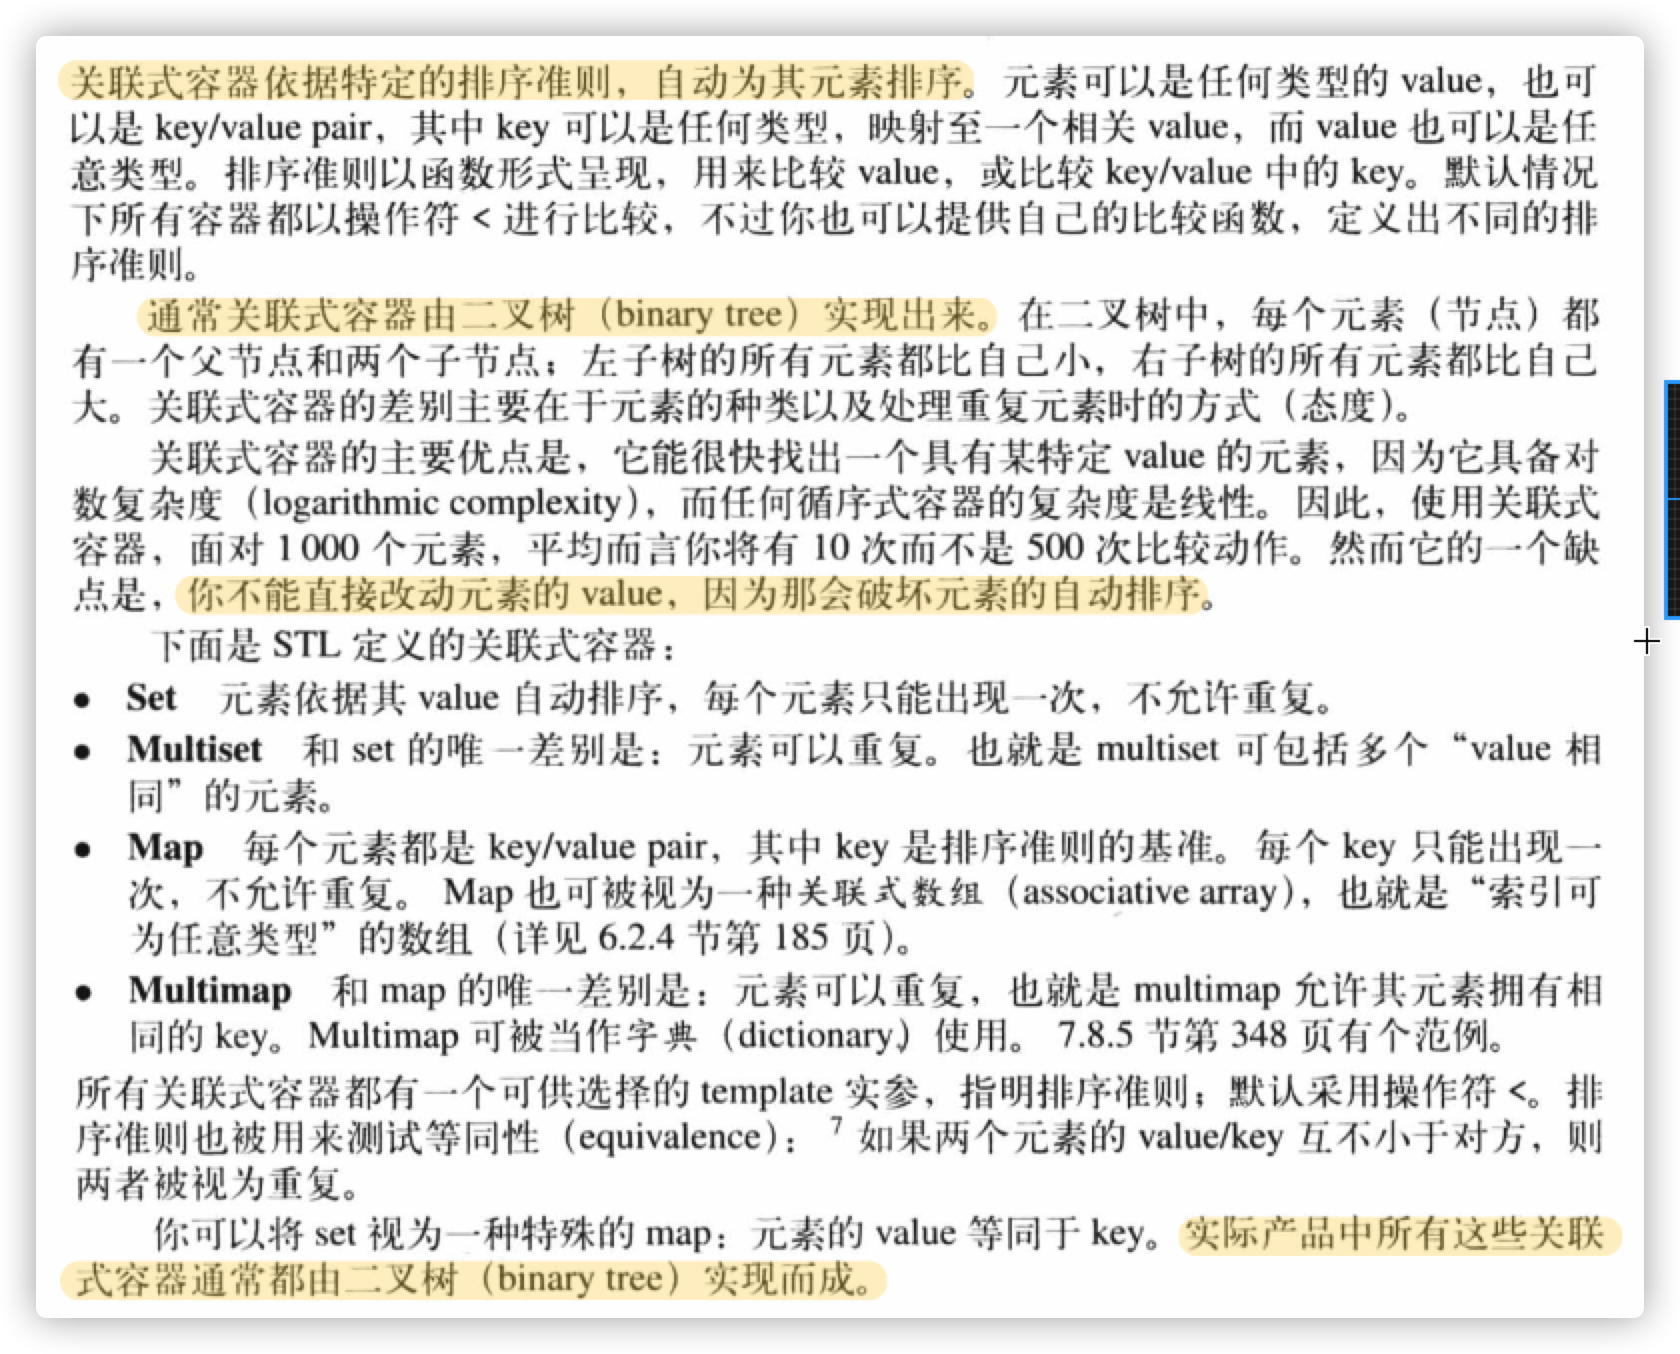 关联式容器依据特定的排序准则，自动为其元素排序。元素可以是任何类型的 value，也可
以是 key/value pair，其中 key 可以是任何类型，映射至一个相关 value，而 value 也可以是任
意类型。排序准则以函数形式呈现，用来比较 value，或比较 key/value 中的 key。默认情况
下所有容器都以操作符 < 进行比较，不过你也可以提供自己的比较函数，定义出不同的排
序准则。
通常关联式容器由二叉树（binary tree）实现出来。在二叉树中，每个元素（节点）都
有一个父节点和两个子节点；左子树的所有元素都比自己小，右子树的所有元素都比自己
大。关联式容器的差别主要在于元素的种类以及处理重复元素时的方式（态度）。
关联式容器的主要优点是，它能很快找出一个具有某特定 value 的元素，因为它具备对
数复杂度（logarithmic complexity），而任何循序式容器的复杂度是线性。因此，使用关联式
容器，面对 1 000 个元素，平均而言你将有 10 次而不是 500 次比较动作。然而它的一个缺
点是，你不能直接改动元素的 value，因为那会破坏元素的自动排序。
下面是 STL 定义的关联式容器：
● Set 元素依据其 value 自动排序，每个元素只能出现一次，不允许重复。
● Multiset 和 set 的唯一差别是：元素可以重复。也就是 multiset 可包括多个“value 相
同”的元素。
● Map 每个元素都是 key/value pair，其中 key 是排序准则的基准。每个 key 只能出现一
次，不允许重复。Map 也可被视为一种关联式数组（associative array），也就是“索引可
为任意类型”的数组（详见 6.2.4 节第 185 页）。
● Multimap 和 map 的唯一差别是：元素可以重复，也就是 multimap 允许其元素拥有相
同的 key。Multimap 可被当作字典（dictionary）使用。 7.8.5 节第 348 页有个范例。
所有关联式容器都有一个可供选择的 template 实参，指明排序准则；默认采用操作符 <。排
序准则也被用来测试等同性（equivalence）：7 如果两个元素的 value/key 互不小于对方，则
两者被视为重复。
你可以将 set 视为一种特殊的 map：元素的 value 等同于 key。实际产品中所有这些关联
式容器通常都由二叉树（binary tree）实现而成。